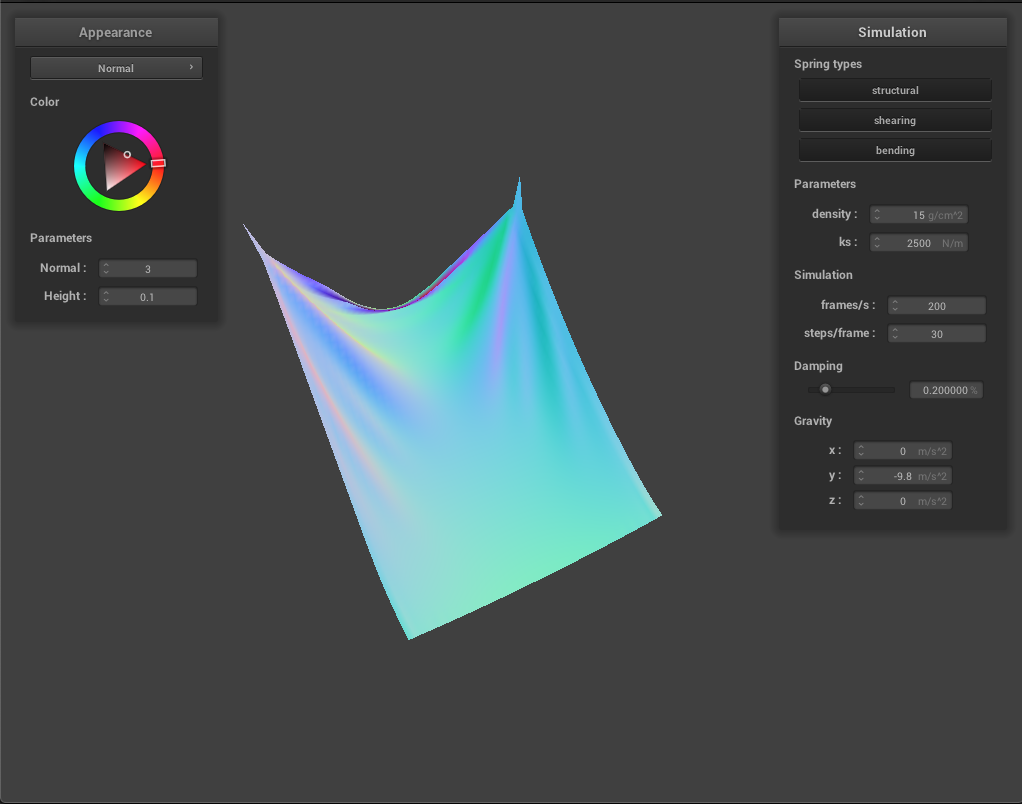 Appearance
Normal
Color
Parameters
Normal : 3
Height : 0.1
Simulation
Spring types
structural
shearing
bending
Parameters
density : 15 g/cm^2
ks : 2500 N/m
Simulation
frames/s : 200
steps/frame : 30
Damping
0.200000 %
Gravity
x : 0 m/s^2
y : -9.8 m/s^2
z : 0 m/s^2